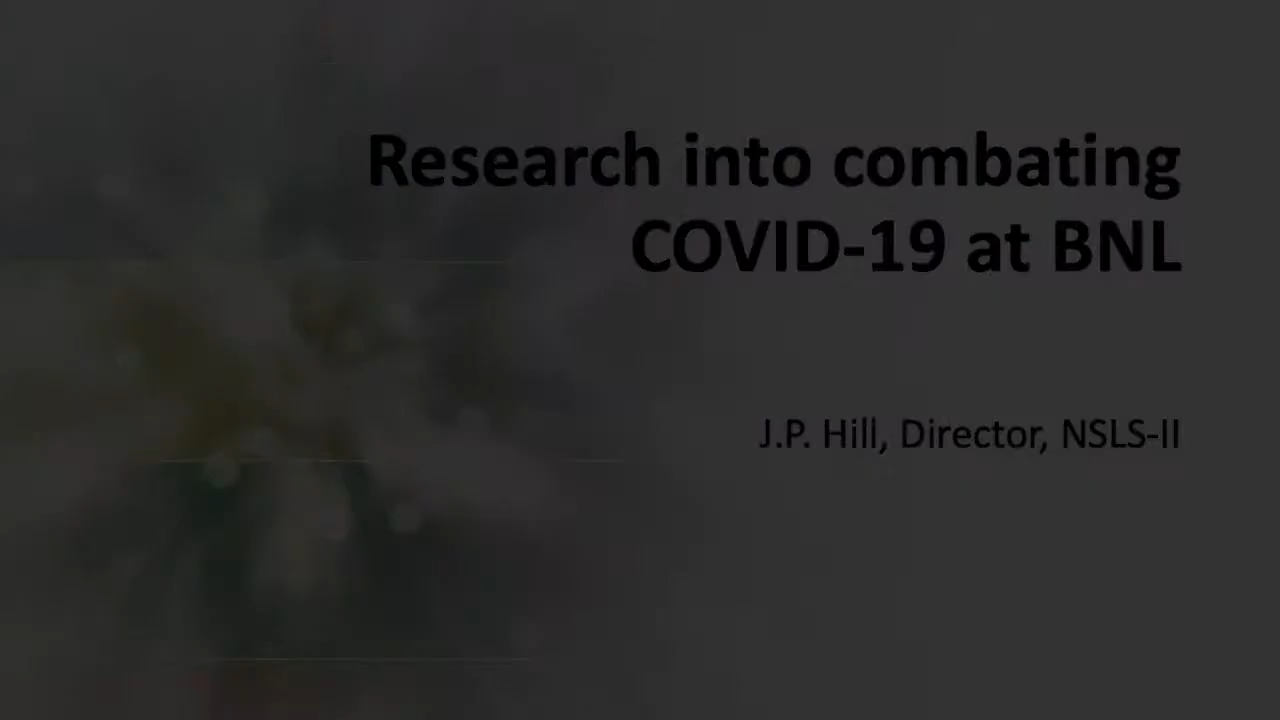 Research into combating
COVID-19 at BNL
J.P. Hill, Director, NSLS-II